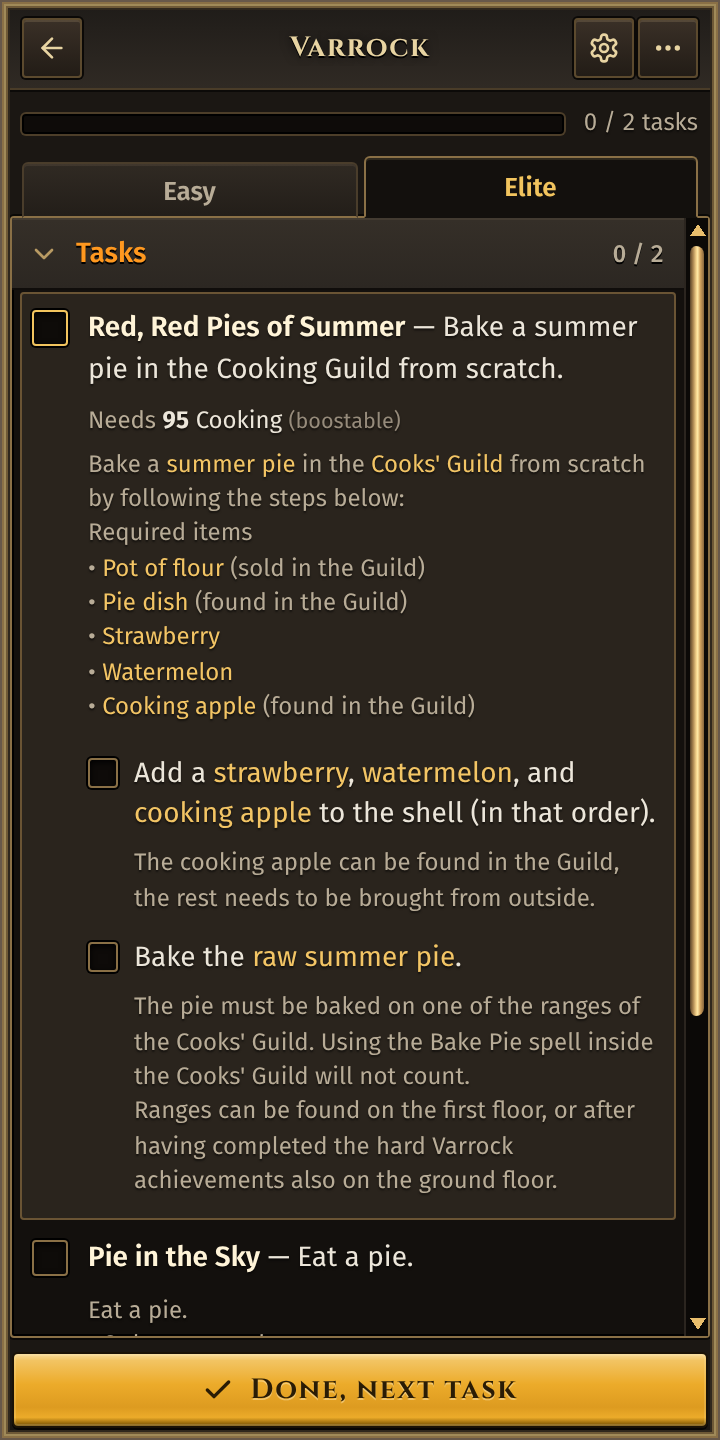 Varrock
0 / 2 tasks
Easy
Elite
Tasks
0 / 2
Red, Red Pies of Summer — Bake a summer
pie in the Cooking Guild from scratch.
Needs 95 Cooking (boostable)
Bake a summer pie in the Cooks' Guild from scratch
by following the steps below:
Required items
• Pot of flour (sold in the Guild)
• Pie dish (found in the Guild)
• Strawberry
• Watermelon
• Cooking apple (found in the Guild)
Add a strawberry, watermelon, and
cooking apple to the shell (in that order).
The cooking apple can be found in the Guild,
the rest needs to be brought from outside.
Bake the raw summer pie.
The pie must be baked on one of the ranges of
the Cooks' Guild. Using the Bake Pie spell inside
the Cooks' Guild will not count.
Ranges can be found on the first floor, or after
having completed the hard Varrock
achievements also on the ground floor.
Pie in the Sky — Eat a pie.
Eat a pie.
Done, next task